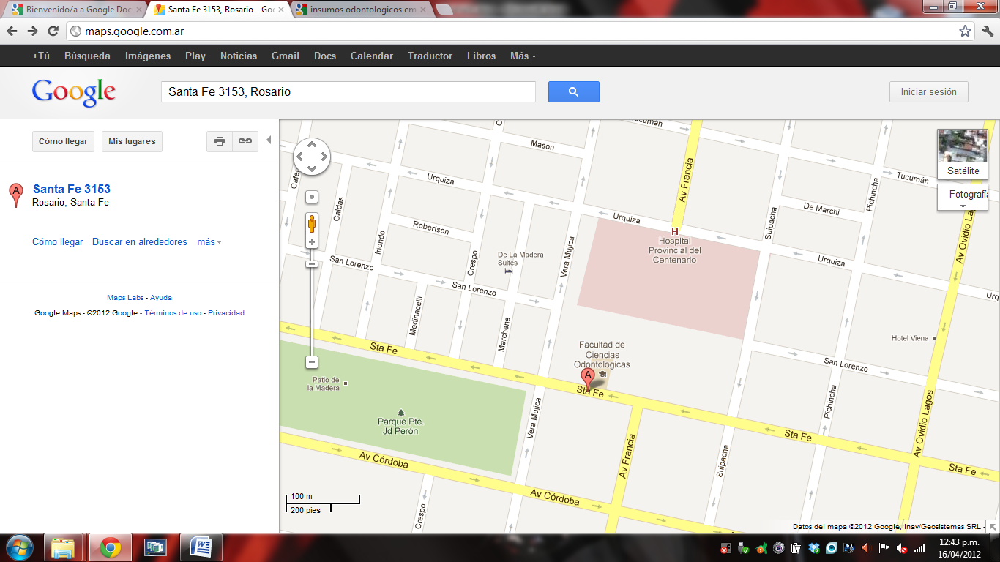 Bienvenido/a a Google Doc
Santa Fe 3153, Rosario - Goo
insumos odontologicos em
maps.google.com.ar
+Tú Búsqueda Imágenes Play Noticias Gmail Docs Calendar Traductor Libros Más
Google
Santa Fe 3153, Rosario
Iniciar sesión
Cómo llegar
Mis lugares
A
Santa Fe 3153
Rosario, Santa Fe
Cómo llegar Buscar en alrededores más
Maps Labs - Ayuda
Google Maps - ©2012 Google - Términos de uso - Privacidad
Mason
Tucumán
Satélite
Fotografía
Urquiza
Av Francia
Tucumán
Pichincha
De Marchi
Caldas
Robertson
Iriondo
Urquiza
H
Hospital
Provincial del
Centenario
Suipacha
Av Ovidio Lagos
San Lorenzo
Crespo
De La Madera
Suites
Vera Mujica
Urquiza
San Lorenzo
Medinacelli
Marchena
Hotel Viena
Sta Fe
Facultad de
Ciencias
Odontologicas
San Lorenzo
A
Sta Fe
Patio de
la Madera
Parque Pte.
Jd Perón
Vera Mujica
Pichincha
Av Ovidio Lagos
Sta Fe
Av Francia
Suipacha
Sta Fe
Av Córdoba
Av Córdoba
Crespo
100 m
200 pies
Datos del mapa ©2012 Google, Inav/Geosistemas SRL -
12:43 p.m.
16/04/2012